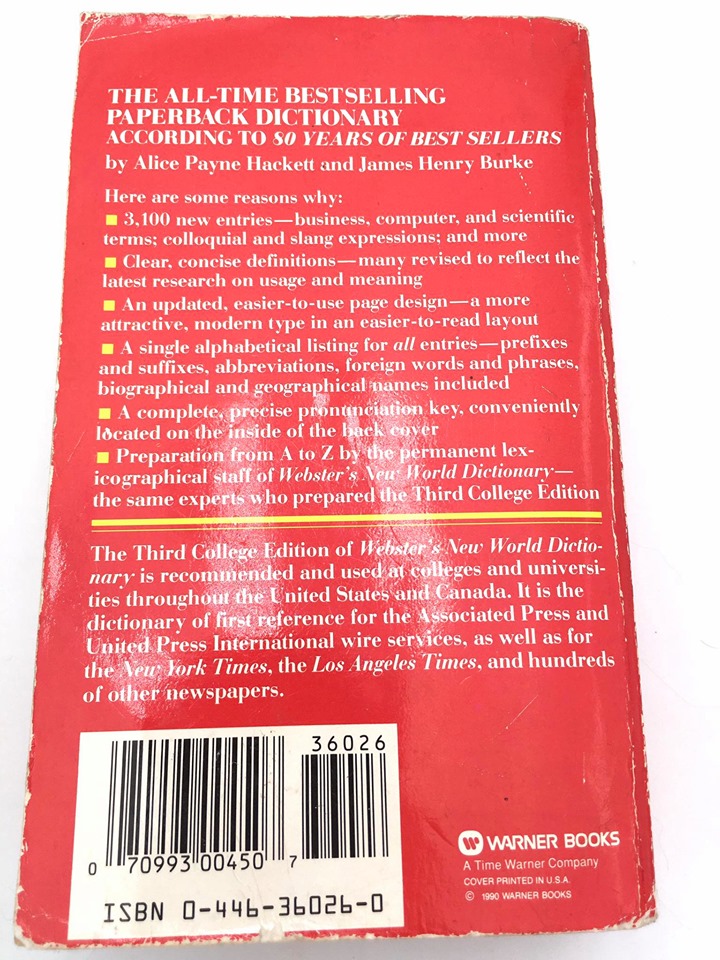 THE ALL-TIME BESTSELLING
PAPERBACK DICTIONARY
ACCORDING TO 80 YEARS OF BEST SELLERS
by Alice Payne Hackett and James Henry Burke
Here are some reasons why:
■ 3,100 new entries—business, computer, and scientific
terms; colloquial and slang expressions; and more
■ Clear, concise definitions—many revised to reflect the
latest research on usage and meaning
■ An updated, easier-to-use page design—a more
attractive, modern type in an easier-to-read layout
■ A single alphabetical listing for all entries—prefixes
and suffixes, abbreviations, foreign words and phrases,
biographical and geographical names included
■ A complete, precise pronunciation key, conveniently
located on the inside of the back cover
■ Preparation from A to Z by the permanent lex-
icographical staff of Webster's New World Dictionary—
the same experts who prepared the Third College Edition
The Third College Edition of Webster's New World Dictio-
nary is recommended and used at colleges and universi-
ties throughout the United States and Canada. It is the
dictionary of first reference for the Associated Press and
United Press International wire services, as well as for
the New York Times, the Los Angeles Times, and hundreds
of other newspapers.
36026
0 70993 00450 7
ISBN 0-446-36026-0
WARNER BOOKS
A Time Warner Company
COVER PRINTED IN U.S.A.
© 1990 WARNER BOOKS